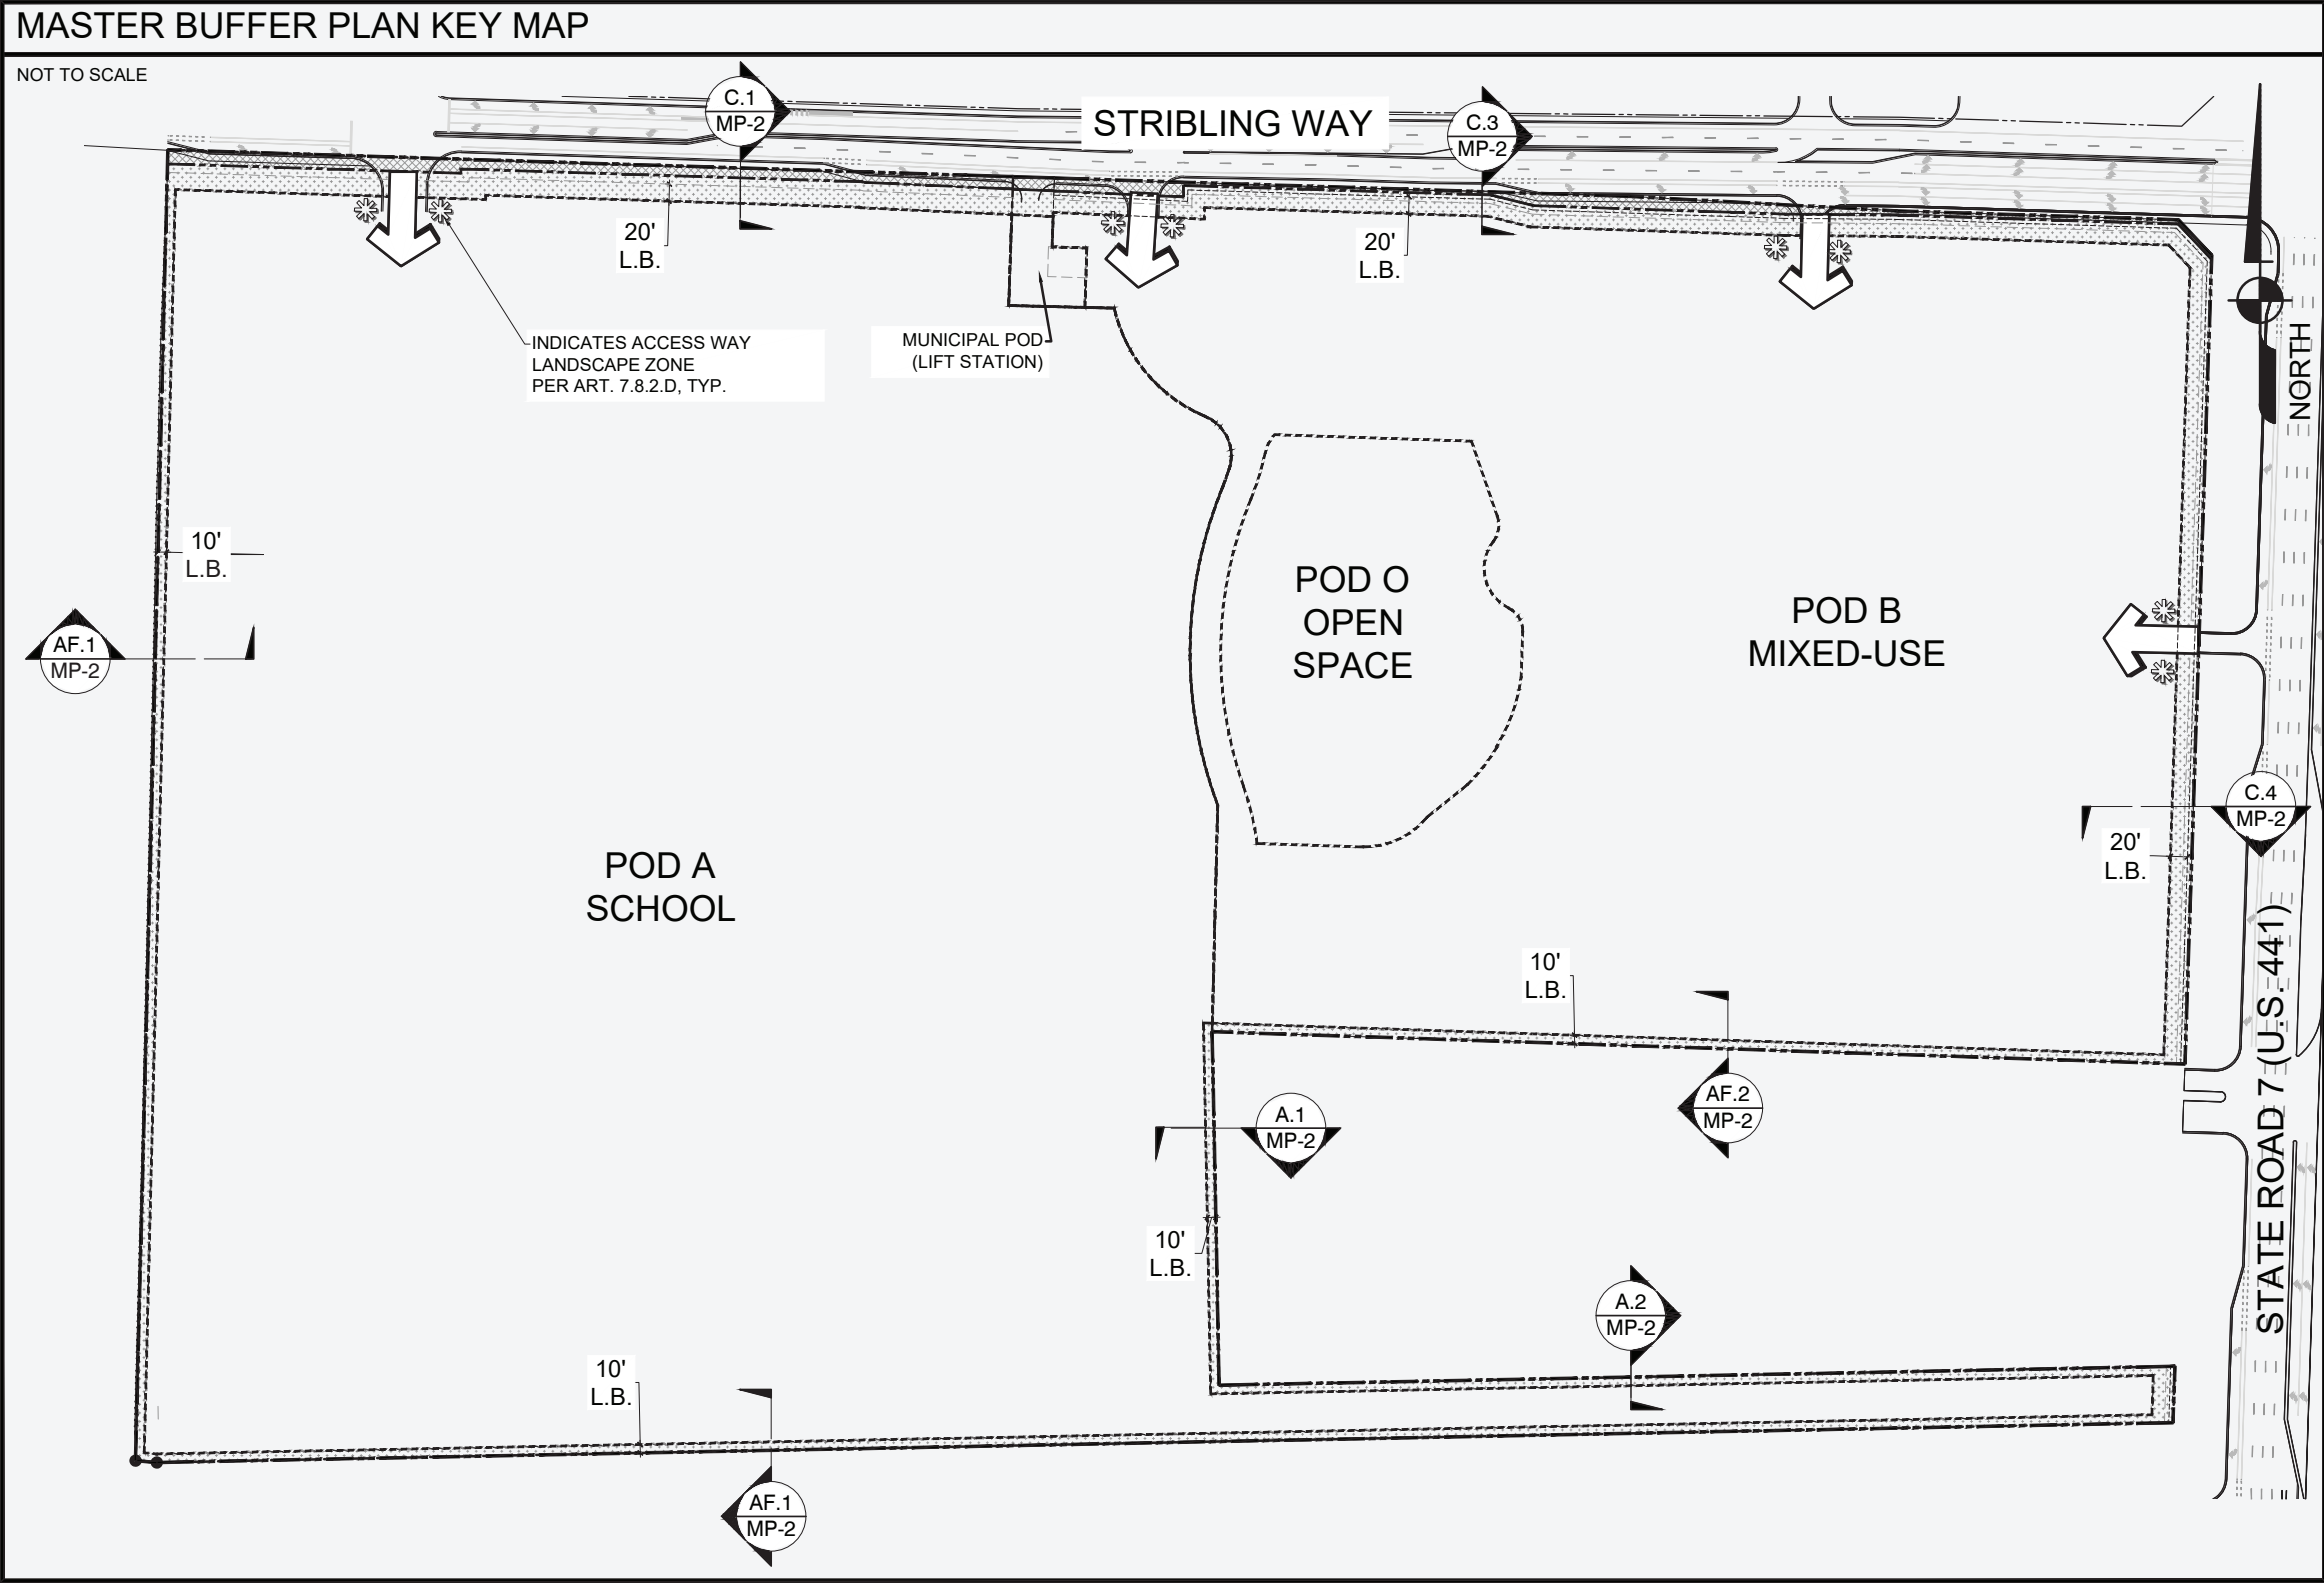 MASTER BUFFER PLAN KEY MAP
NOT TO SCALE
C.1
MP-2
STRIBLING WAY
C.3
MP-2
20'
L.B.
20'
L.B.
INDICATES ACCESS WAY
LANDSCAPE ZONE
PER ART. 7.8.2.D, TYP.
MUNICIPAL POD
(LIFT STATION)
NORTH
10'
L.B.
AF.1
MP-2
POD O
OPEN
SPACE
POD B
MIXED-USE
C.4
MP-2
20'
L.B.
POD A
SCHOOL
10'
L.B.
STATE ROAD 7 (U.S. 441)
AF.2
MP-2
A.1
MP-2
10'
L.B.
A.2
MP-2
10'
L.B.
AF.1
MP-2